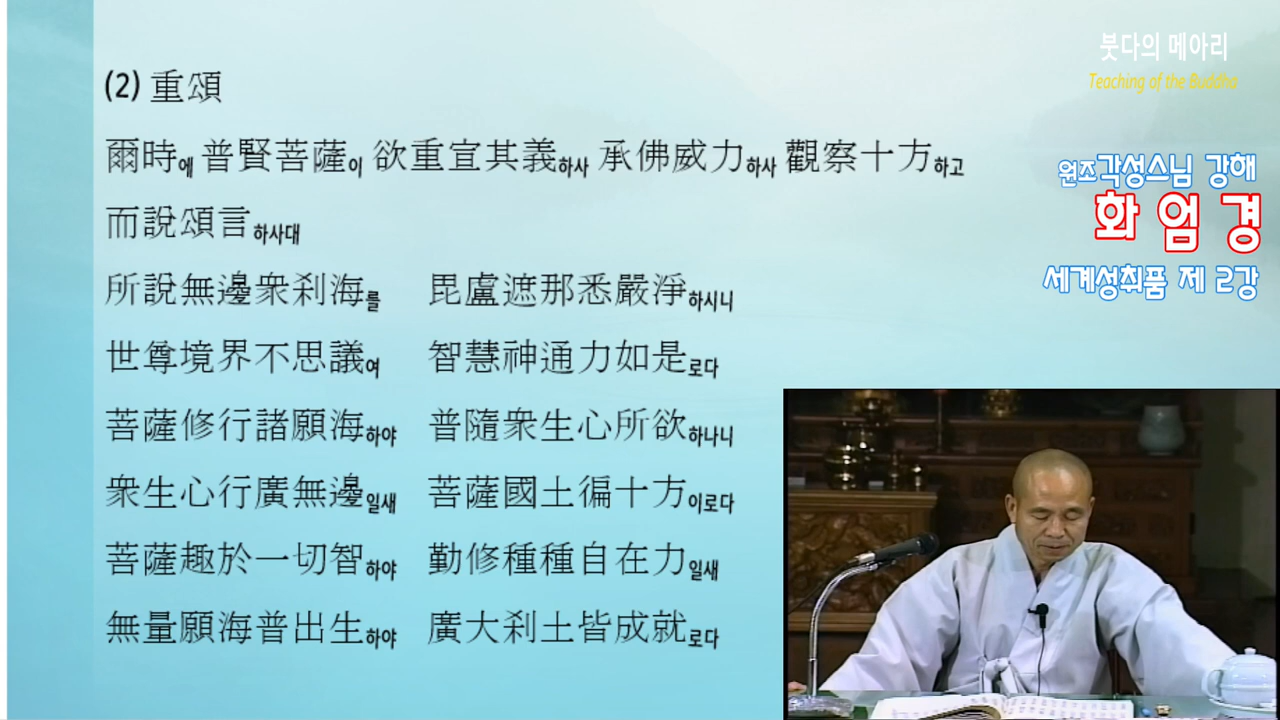 (2) 重頌
爾時에 普賢菩薩이 欲重宣其義하사 承佛威力하사 觀察十方하고
而說頌言하사대
所說無邊衆刹海를 毘盧遮那悉嚴淨하시니
世尊境界不思議여 智慧神通力如是로다
菩薩修行諸願海하야 普隨衆生心所欲하나니
衆生心行廣無邊일새 菩薩國土徧十方이로다
菩薩趣於一切智하야 勤修種種自在力일새
無量願海普出生하야 廣大刹土皆成就로다
붓다의 메아리
Teaching of the Buddha
원조각성스님 강해
화엄경
세계성취품 제 2강